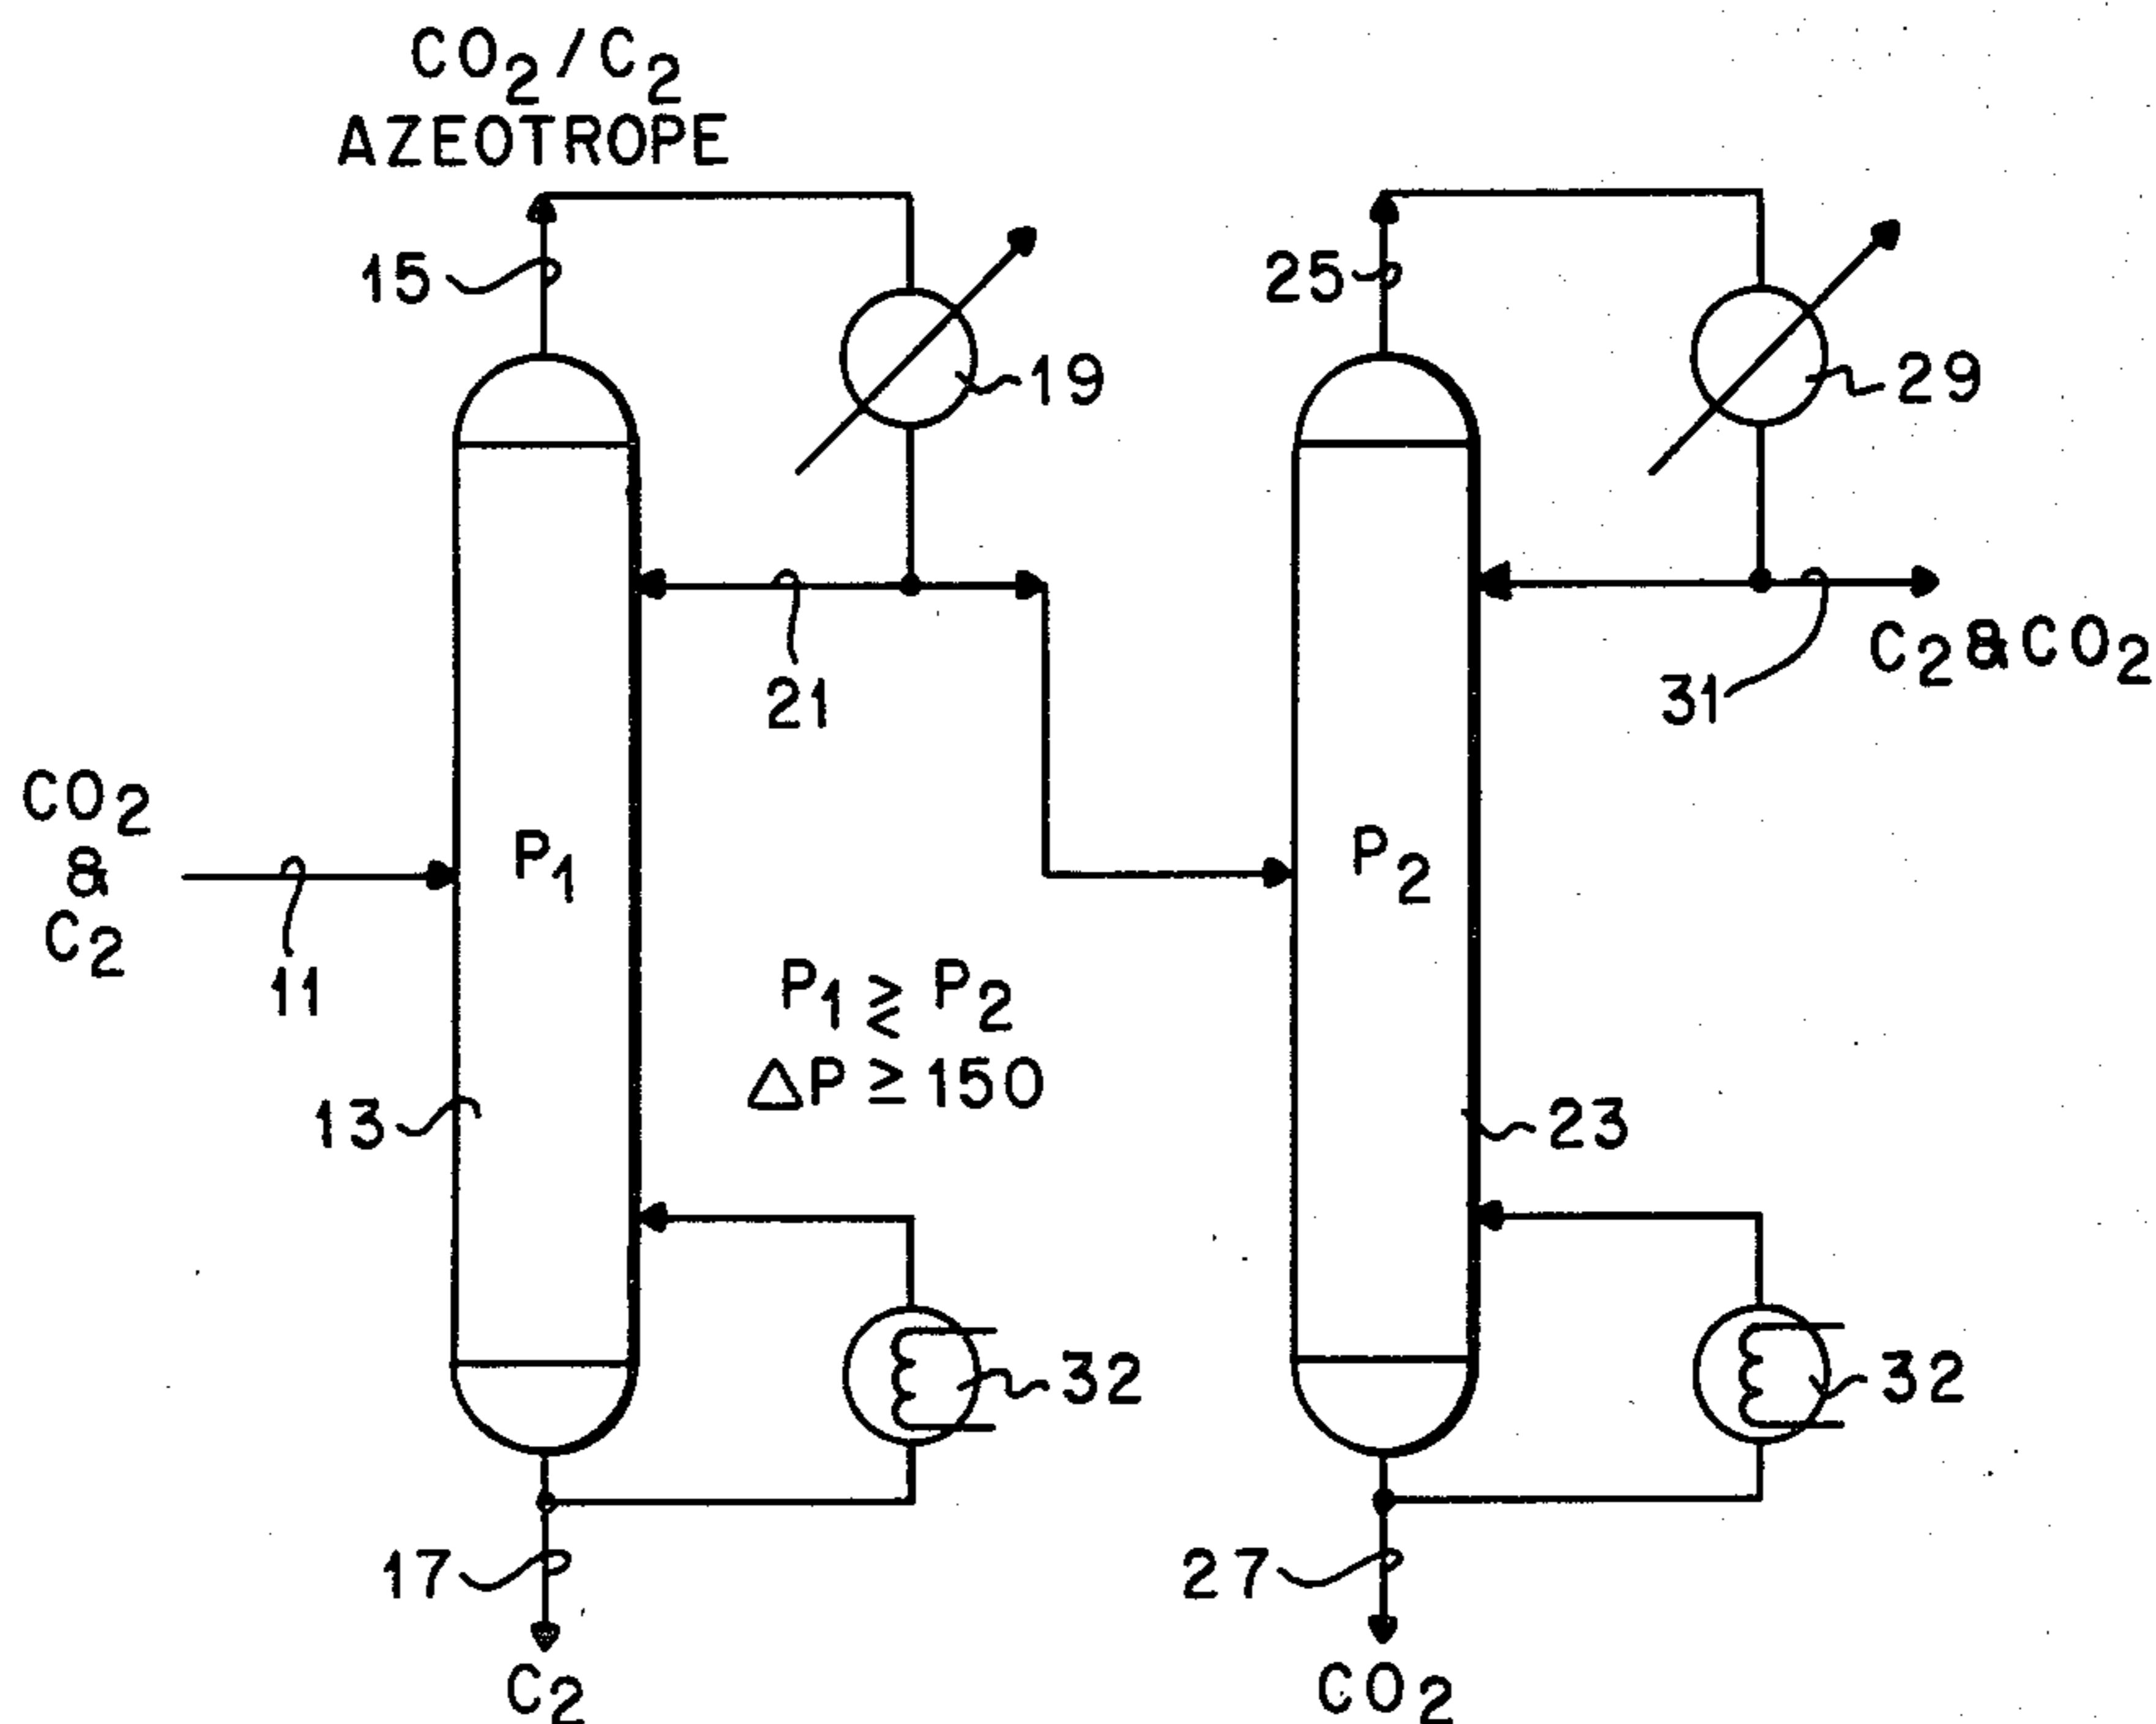 CO2/C2
AZEOTROPE
15
25
19
29
21
31
C2&CO2
CO2
&
C2
11
P1
P2
P1 ≷ P2
ΔP ≥ 150
13
23
32
32
17
27
C2
CO2